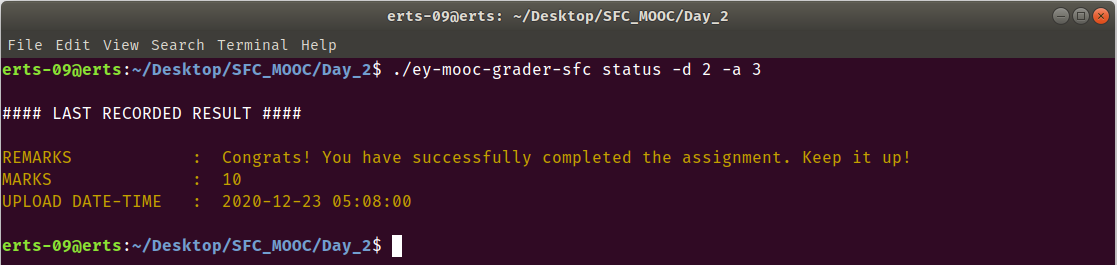 erts-09@erts: ~/Desktop/SFC_MOOC/Day_2
File Edit View Search Terminal Help
erts-09@erts:~/Desktop/SFC_MOOC/Day_2$ ./ey-mooc-grader-sfc status -d 2 -a 3
#### LAST RECORDED RESULT ####
REMARKS : Congrats! You have successfully completed the assignment. Keep it up!
MARKS : 10
UPLOAD DATE-TIME : 2020-12-23 05:08:00
erts-09@erts:~/Desktop/SFC_MOOC/Day_2$